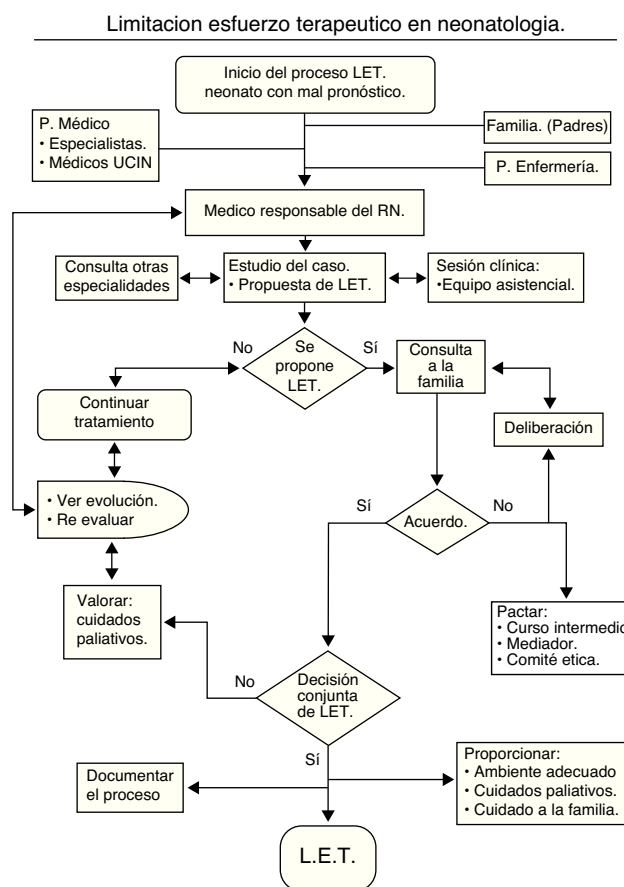 Limitacion esfuerzo terapeutico en neonatologia.
Inicio del proceso LET.
neonato con mal pronóstico.
P. Médico
• Especialistas.
• Médicos UCIN
Familia. (Padres)
P. Enfermería.
Medico responsable del RN.
Consulta otras
especialidades
Estudio del caso.
• Propuesta de LET.
Sesión clínica:
•Equipo asistencial.
No
Se
propone
LET.
Sí
Consulta
a la
familia
Continuar
tratamiento
Deliberación
• Ver evolución.
• Re evaluar
Sí
Acuerdo.
No
Valorar:
cuidados
paliativos.
Pactar:
• Curso intermedio
• Mediador.
• Comité etica.
No
Decisión
conjunta
de LET.
Sí
Documentar
el proceso
Proporcionar:
• Ambiente adecuado
• Cuidados paliativos.
• Cuidado a la familia.
L.E.T.